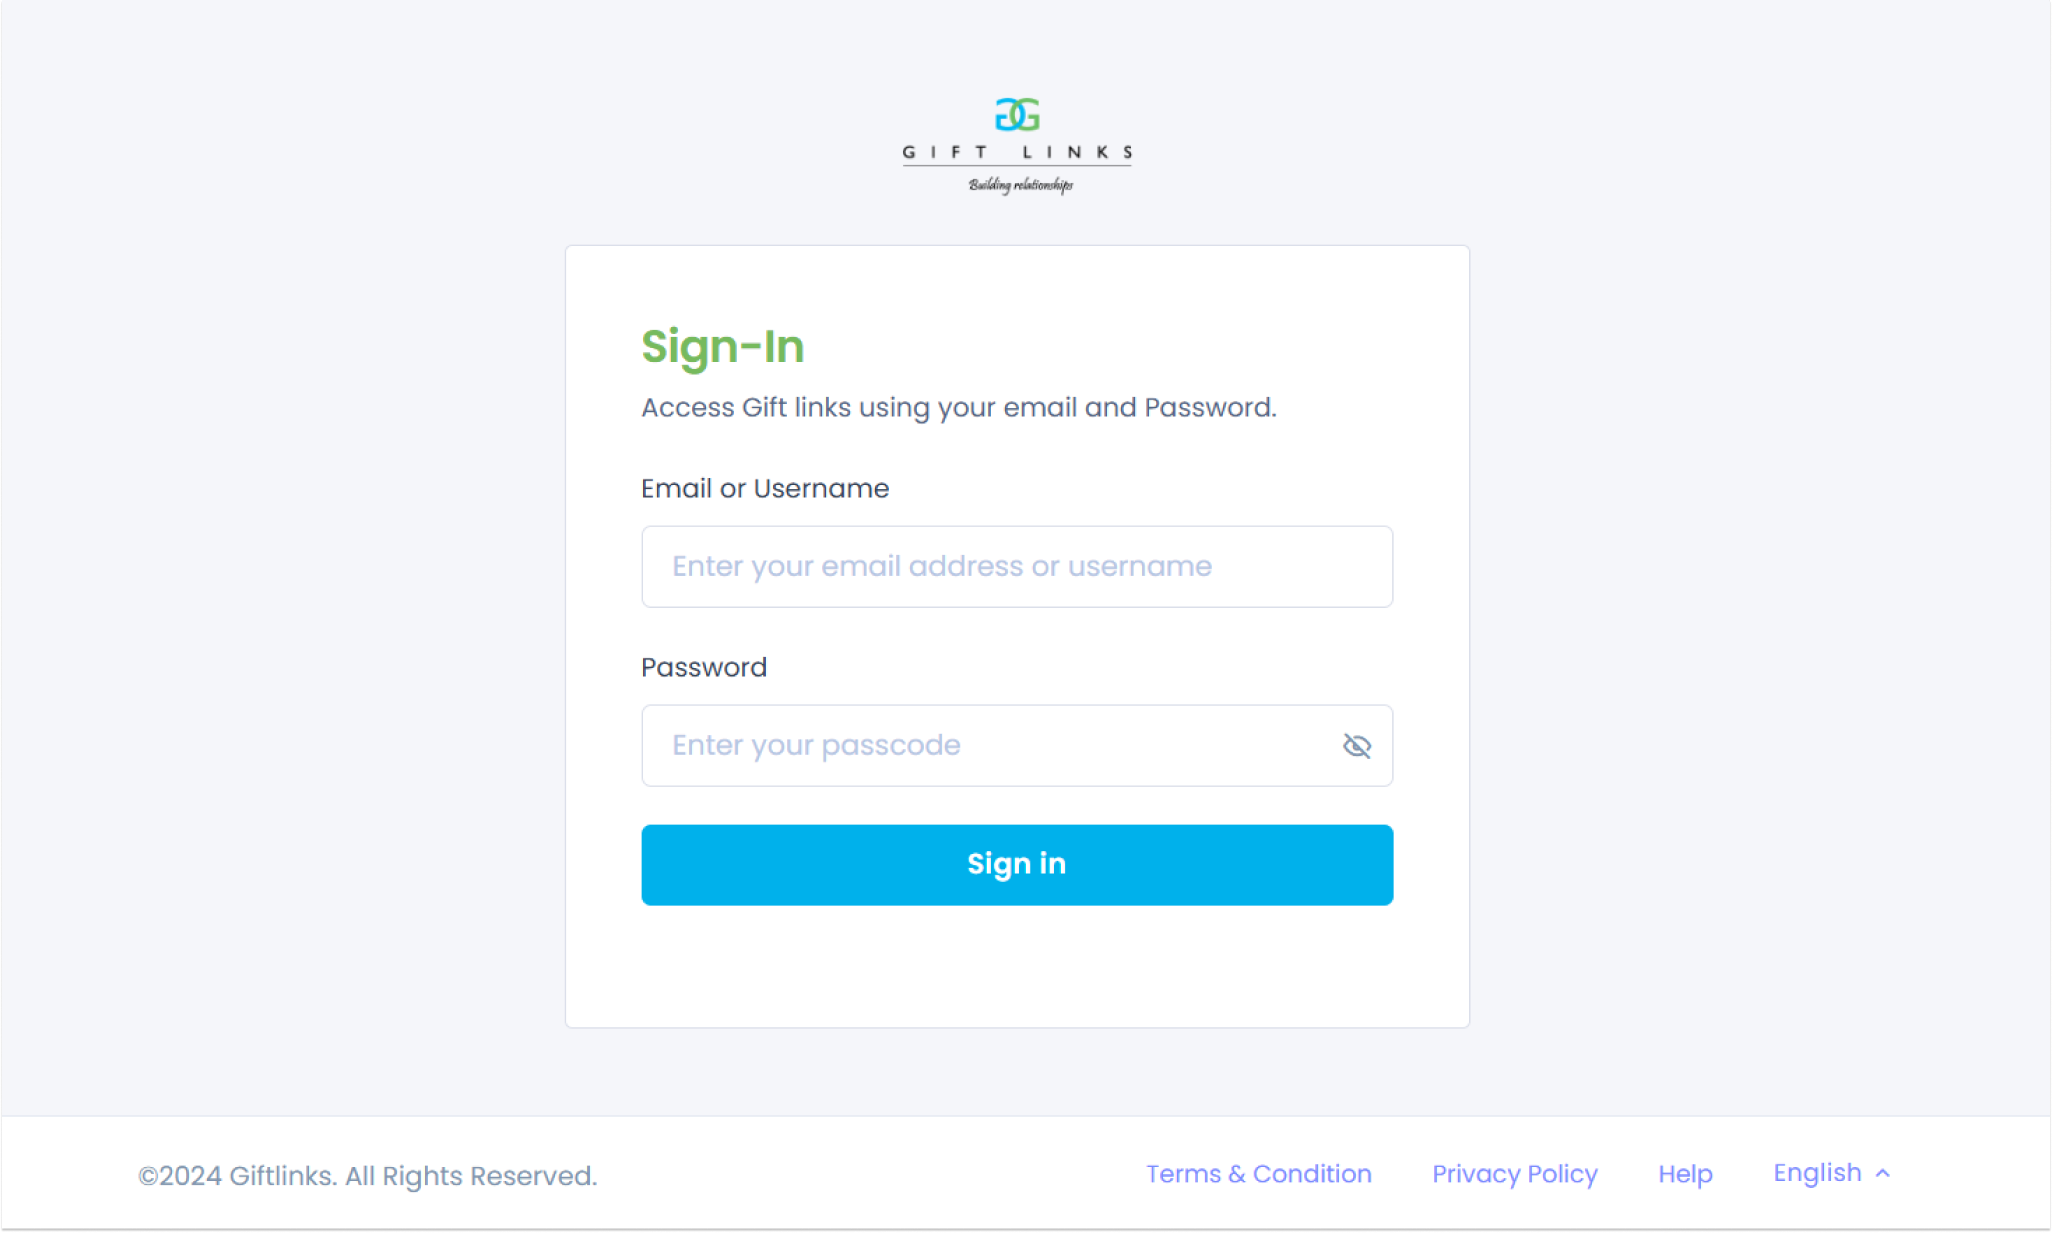 GIFT LINKS
Building relationships
Sign-In
Access Gift links using your email and Password.
Email or Username
Enter your email address or username
Password
Enter your passcode
Sign in
©2024 Giftlinks. All Rights Reserved.
Terms & Condition
Privacy Policy
Help
English